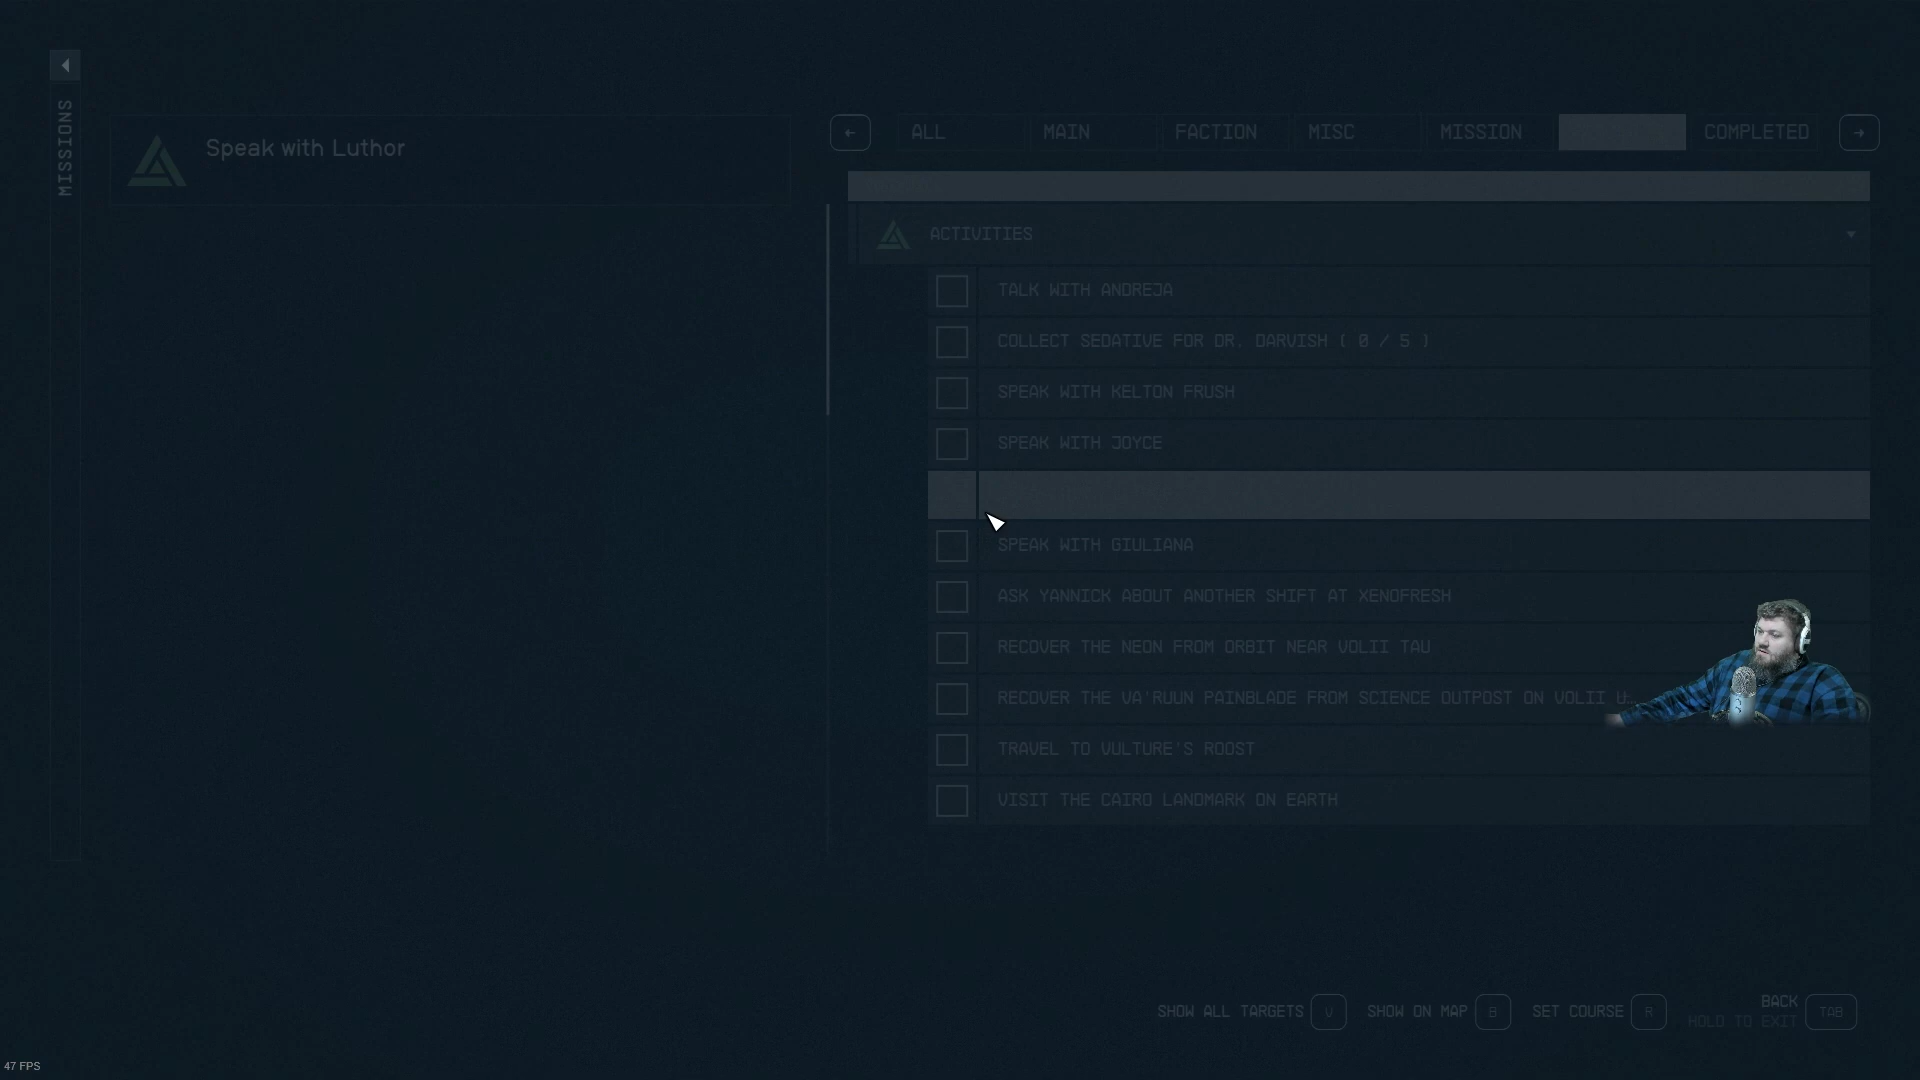 MISSIONS
Speak with Luthor
ALL
MAIN
FACTION
MISC
MISSION
COMPLETED
ACTIVITIES
TALK WITH ANDREJA
COLLECT SEDATIVE FOR DR. DARVISH ( 0 / 5 )
SPEAK WITH KELTON FRUSH
SPEAK WITH JOYCE
SPEAK WITH GIULIANA
ASK YANNICK ABOUT ANOTHER SHIFT AT XENOFRESH
RECOVER THE NEON FROM ORBIT NEAR VOLII TAU
RECOVER THE VA'RUUN PAINBLADE FROM SCIENCE OUTPOST ON VOLII
TRAVEL TO VULTURE'S ROOST
VISIT THE CAIRO LANDMARK ON EARTH
SHOW ALL TARGETS V
SHOW ON MAP B
SET COURSE R
BACK TAB
HOLD TO EXIT
47 FPS